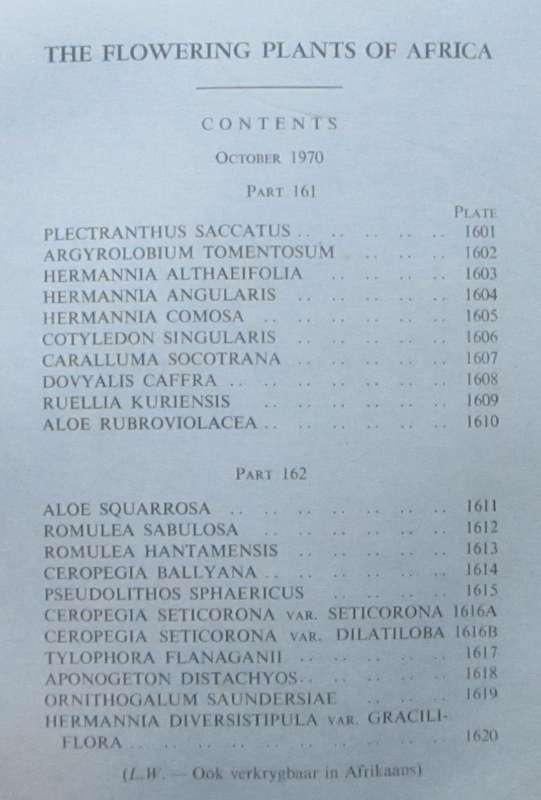 THE FLOWERING PLANTS OF AFRICA
CONTENTS
OCTOBER 1970
PART 161
PLATE
PLECTRANTHUS SACCATUS .. .. .. .. .. 1601
ARGYROLOBIUM TOMENTOSUM .. .. .. 1602
HERMANNIA ALTHAEIFOLIA .. .. .. .. 1603
HERMANNIA ANGULARIS .. .. .. .. .. 1604
HERMANNIA COMOSA .. .. .. .. .. .. 1605
COTYLEDON SINGULARIS .. .. .. .. .. 1606
CARALLUMA SOCOTRANA .. .. .. .. .. 1607
DOVYALIS CAFFRA .. .. .. .. .. .. .. 1608
RUELLIA KURIENSIS .. .. .. .. .. .. 1609
ALOE RUBROVIOLACEA .. .. .. .. .. .. 1610
PART 162
ALOE SQUARROSA .. .. .. .. .. .. .. 1611
ROMULEA SABULOSA .. .. .. .. .. .. 1612
ROMULEA HANTAMENSIS .. .. .. .. .. 1613
CEROPEGIA BALLYANA .. .. .. .. .. .. 1614
PSEUDOLITHOS SPHAERICUS .. .. .. .. 1615
CEROPEGIA SETICORONA VAR. SETICORONA 1616A
CEROPEGIA SETICORONA VAR. DILATILOBA 1616B
TYLOPHORA FLANAGANII .. .. .. .. .. 1617
APONOGETON DISTACHYOS .. .. .. .. .. 1618
ORNITHOGALUM SAUNDERSIAE .. .. .. 1619
HERMANNIA DIVERSISTIPULA VAR. GRACILI-
FLORA .. .. .. .. .. .. .. .. .. .. 1620
(L.W. — Ook verkrygbaar in Afrikaans)